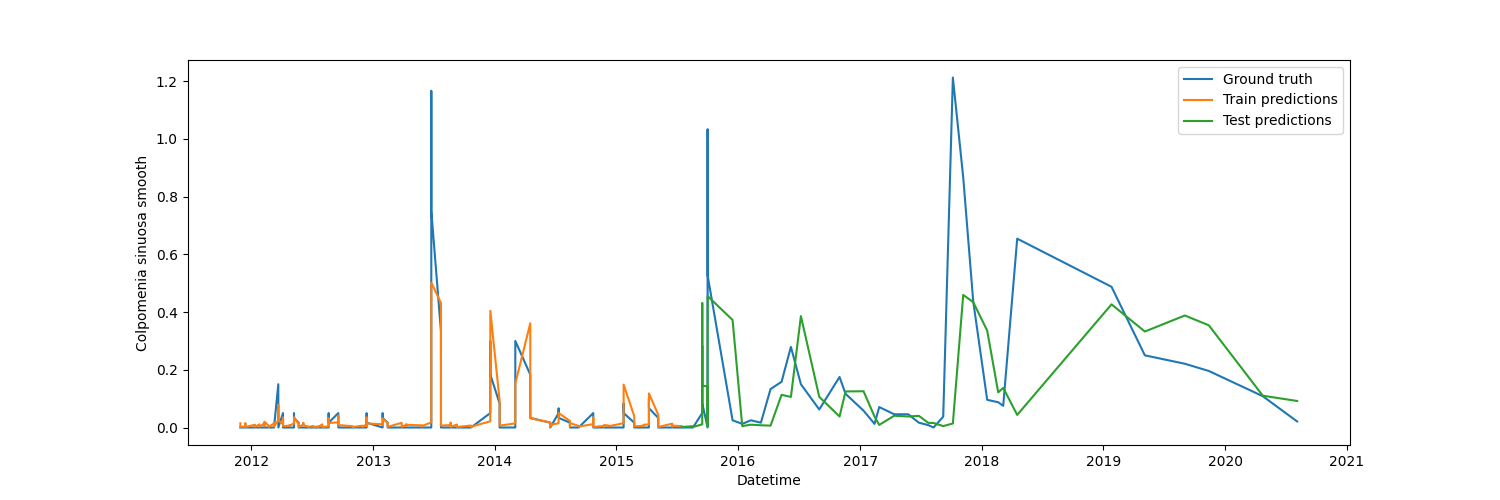 Ground truth
Train predictions
Test predictions
1.2
1.0
0.8
0.6
0.4
0.2
0.0
Colpomenia sinuosa smooth
2012 2013 2014 2015 2016 2017 2018 2019 2020 2021
Datetime